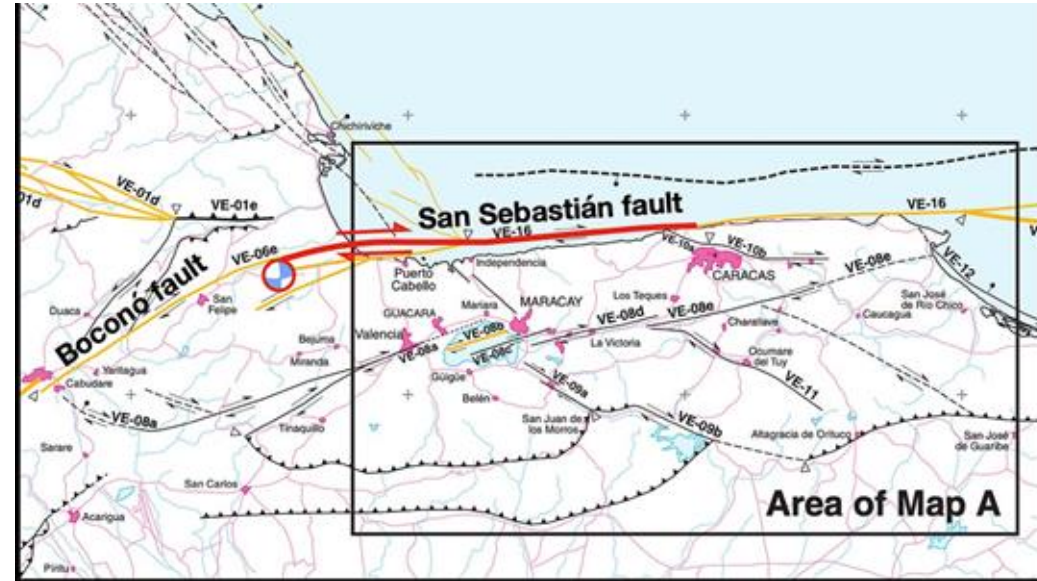 Chichiriviche
VE-01d
VE-01d
01d
VE-01e
San Sebastián fault
VE-16
VE-16
VE-06e
Boconó fault
VE-10a
VE-10b
CARACAS
VE-08e
VE-12
Puerto
Cabello
Independencia
San
Felipe
Duaca
Mariara
MARACAY
Los Teques
VE-08e
San José
de Río Chico
GUACARA
Valencia
VE-08a
VE-08b
VE-08c
VE-08d
La Victoria
Charallave
Caucagua
Bejuma
Miranda
Ocumare
del Tuy
VE-11
Yaritagua
Cabudare
Güigüe
VE-09a
Belén
VE-08a
Tinaquillo
San Juan de
los Morros
VE-09b
Altagracia de Orituco
San José
de Guaribe
Sarare
San Carlos
Acarigua
Area of Map A